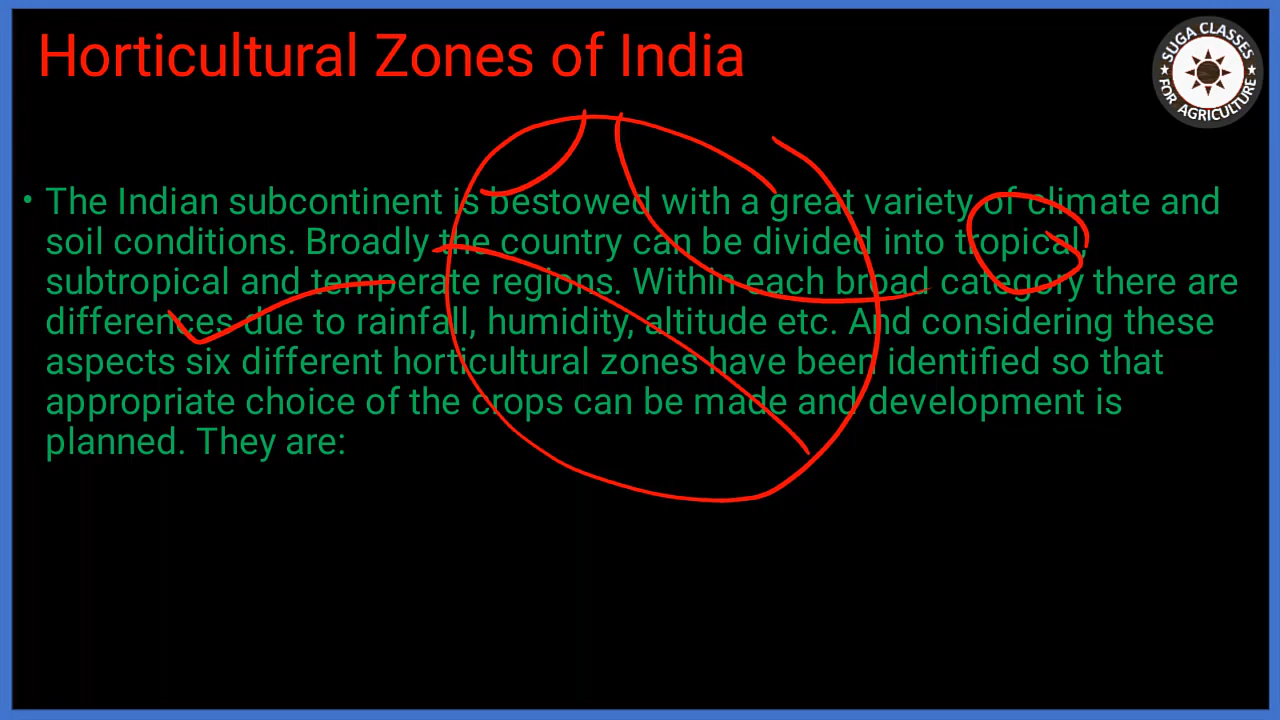 Horticultural Zones of India
SUGA CLASSES
FOR AGRICULTURE
• The Indian subcontinent is bestowed with a great variety of climate and
soil conditions. Broadly the country can be divided into tropical,
subtropical and temperate regions. Within each broad category there are
differences due to rainfall, humidity, altitude etc. And considering these
aspects six different horticultural zones have been identified so that
appropriate choice of the crops can be made and development is
planned. They are: